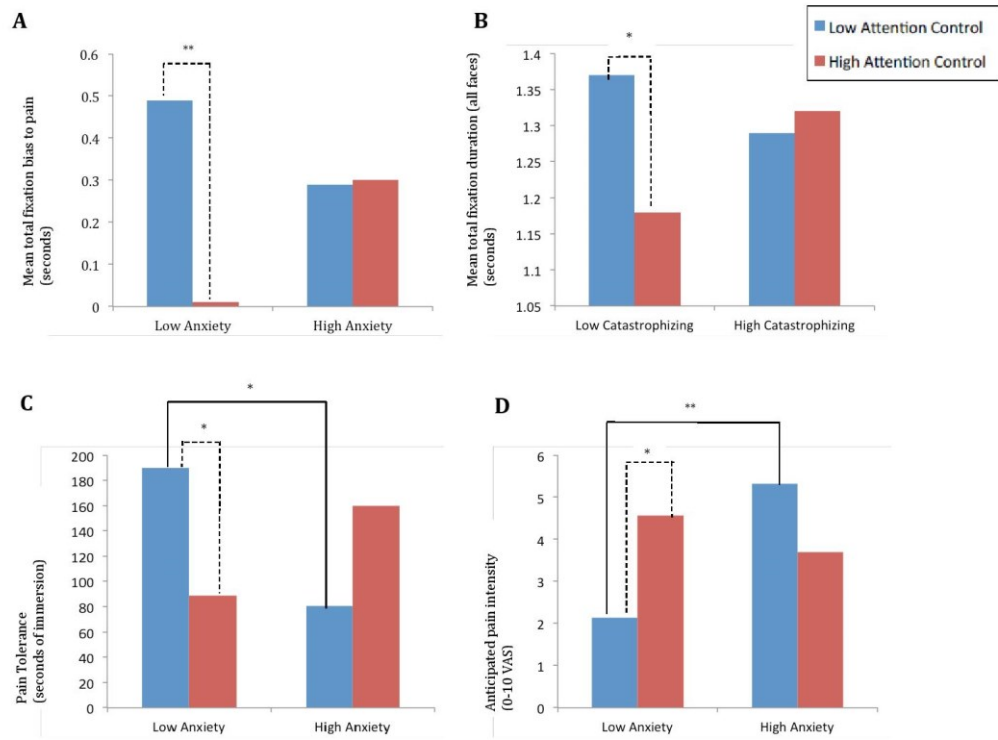 A
Mean total fixation bias to pain
(seconds)
0.6
0.5
0.4
0.3
0.2
0.1
0
**
Low Anxiety
High Anxiety
B
Mean total fixation duration (all faces)
(seconds)
1.4
1.35
1.3
1.25
1.2
1.15
1.1
1.05
*
Low Catastrophizing
High Catastrophizing
Low Attention Control
High Attention Control
C
Pain Tolerance
(seconds of immersion)
200
180
160
140
120
100
80
60
40
20
0
*
*
Low Anxiety
High Anxiety
D
Anticipated pain intensity
(0-10 VAS)
6
5
4
3
2
1
0
**
*
Low Anxiety
High Anxiety